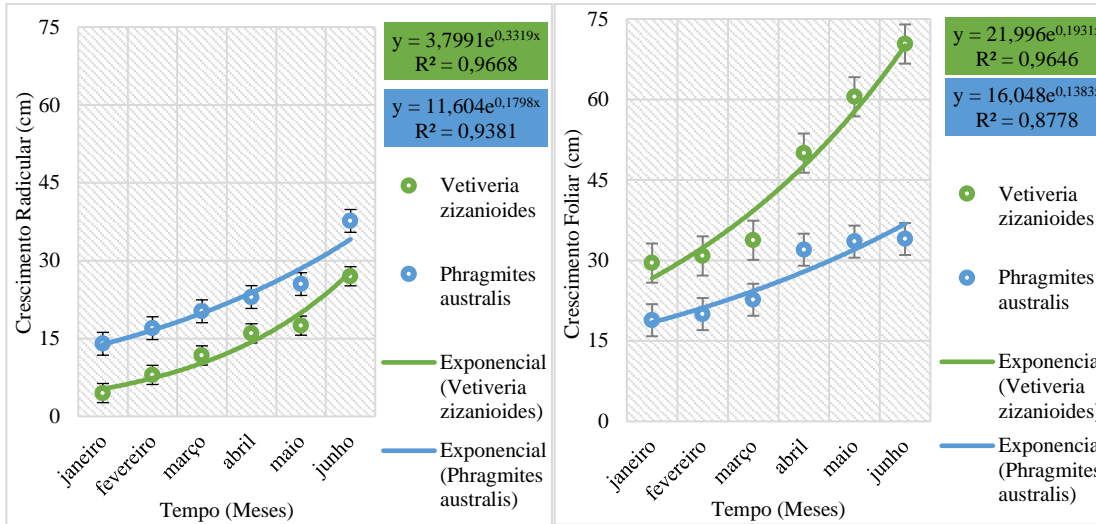 75
60
45
30
15
0
Crescimento Radicular (cm)
janeiro
fevereiro
março
abril
maio
junho
Tempo (Meses)
y = 3,7991e^0,3319x
R² = 0,9668
y = 11,604e^0,1798x
R² = 0,9381
Vetiveria
zizanioides
Phragmites
australis
Exponencial
(Vetiveria
zizanioides)
Exponencial
(Phragmites
australis)
75
60
45
30
15
0
Crescimento Foliar (cm)
janeiro
fevereiro
março
abril
maio
junho
Tempo (Meses)
y = 21,996e^0,1931x
R² = 0,9646
y = 16,048e^0,1383x
R² = 0,8778
Vetiveria
zizanioides
Phragmites
australis
Exponencial
(Vetiveria
zizanioides)
Exponencial
(Phragmites
australis)